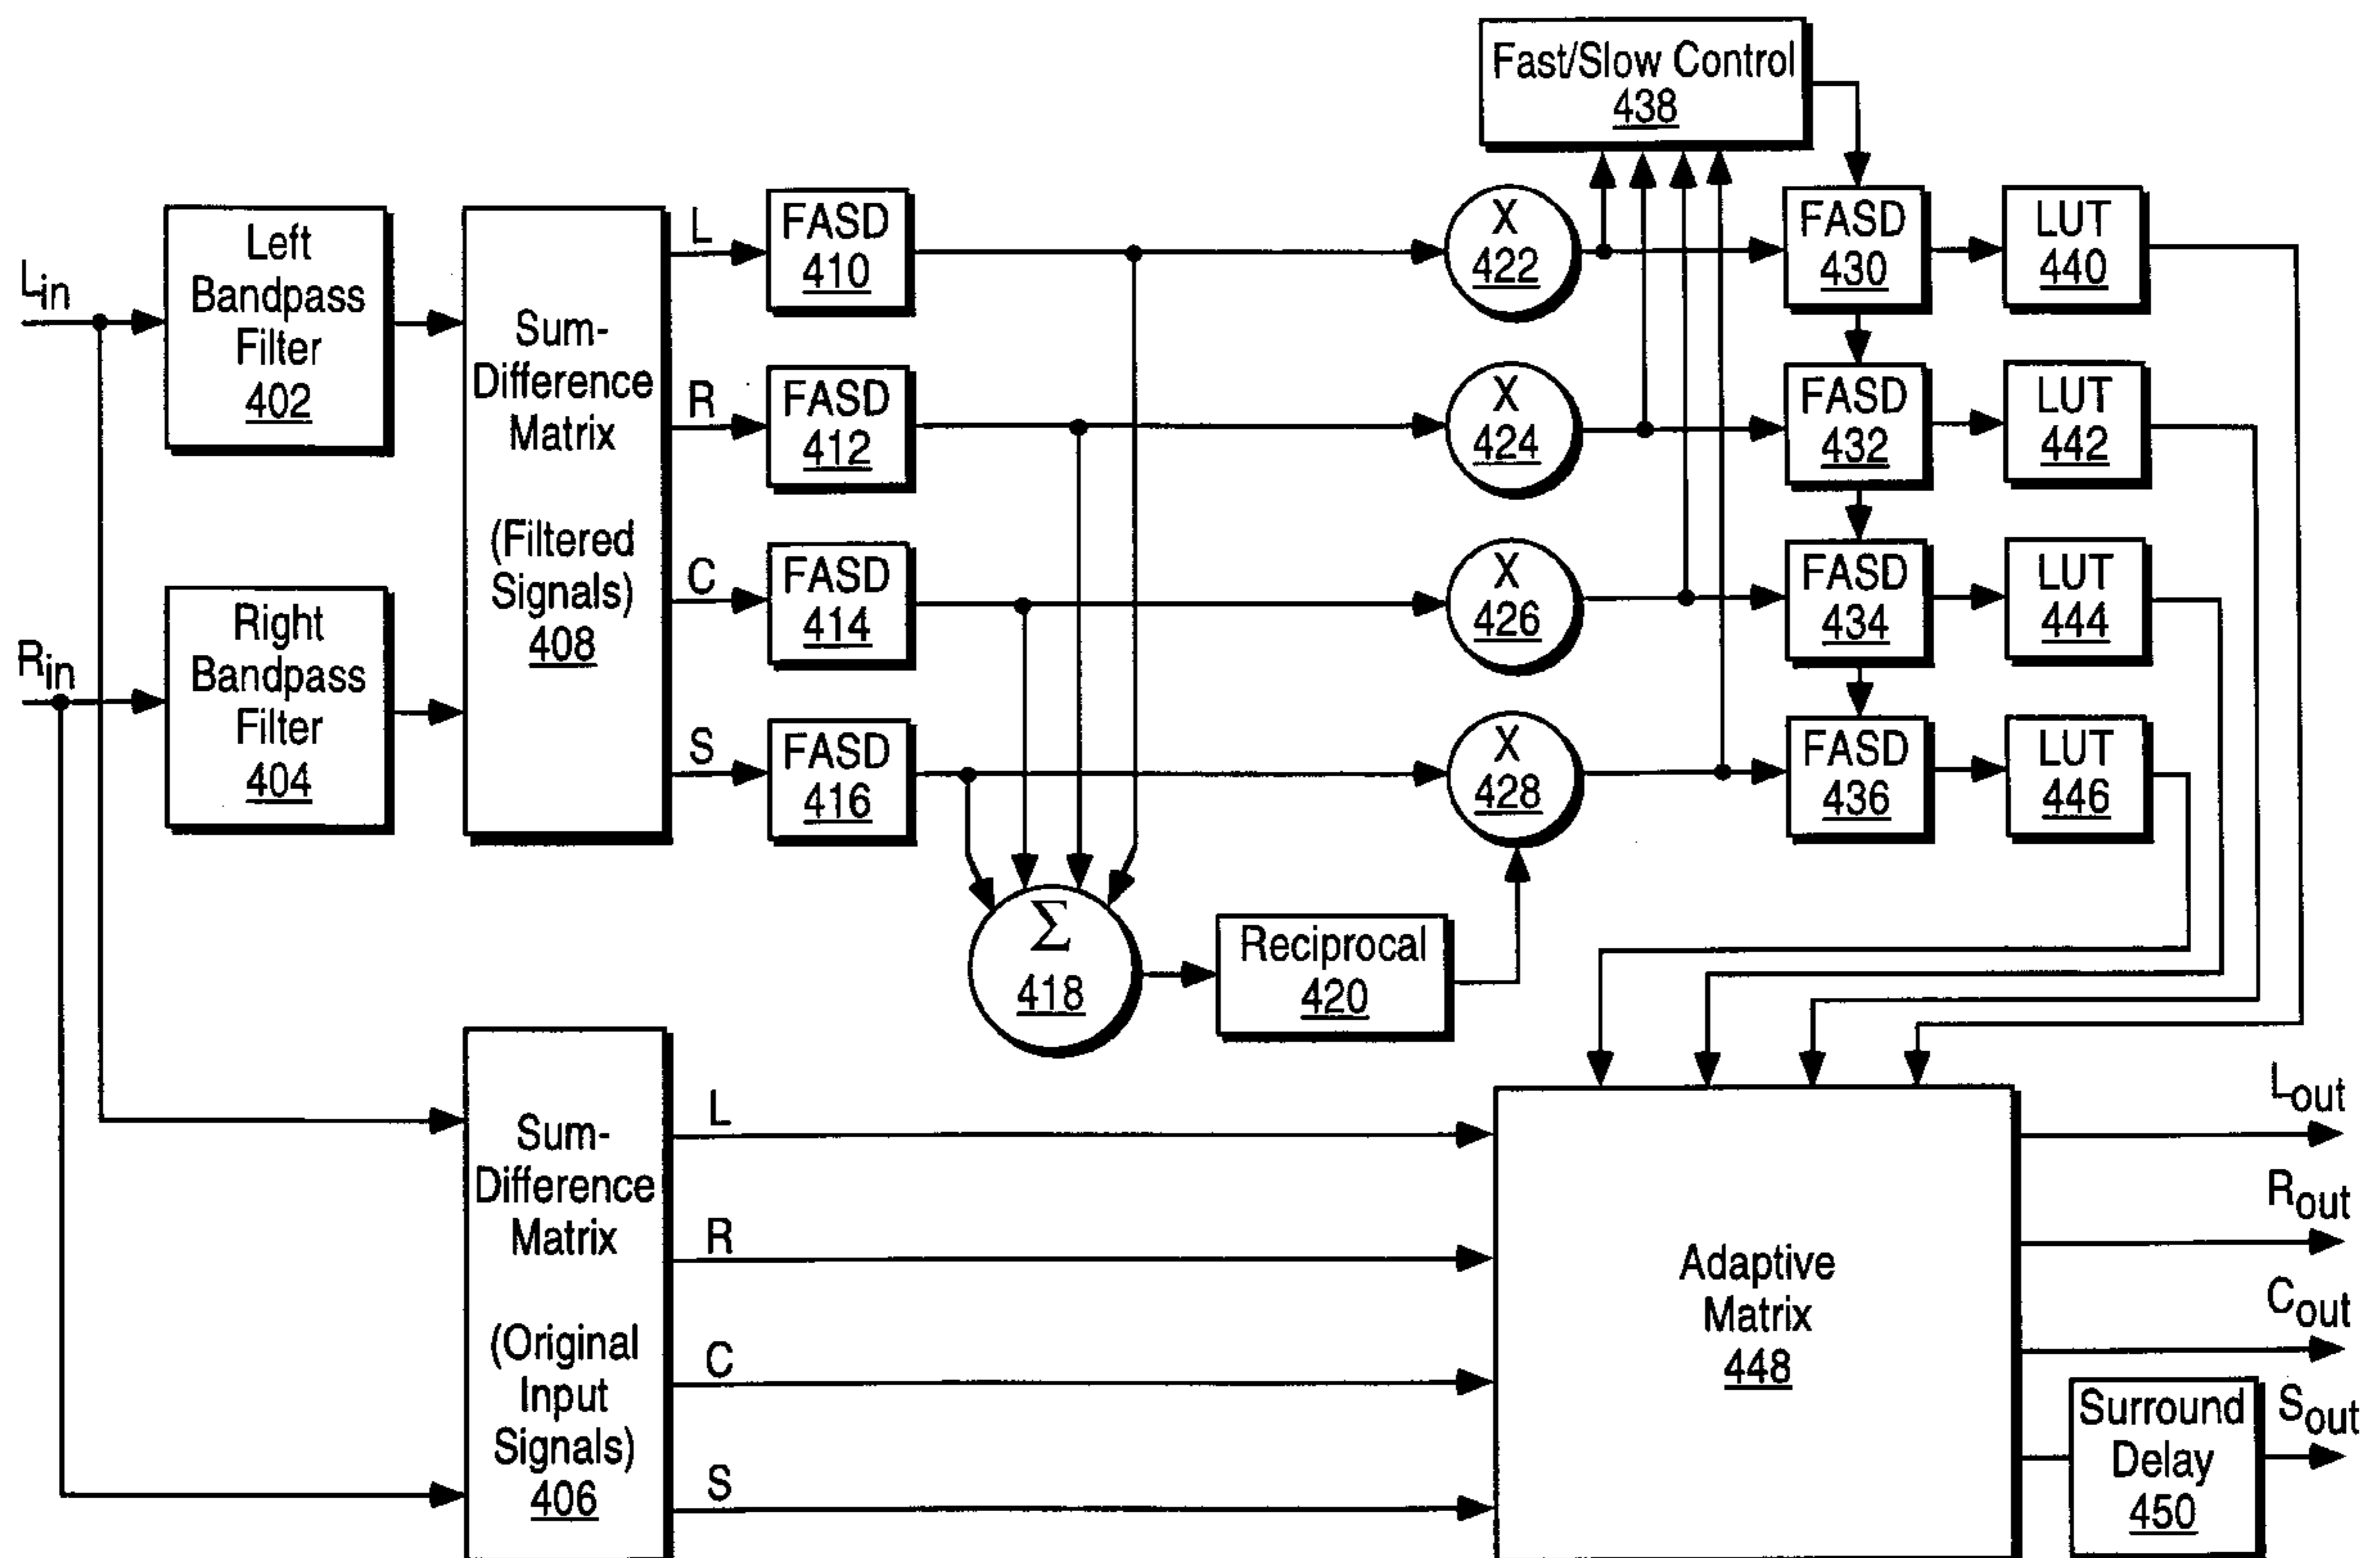 Fast/Slow Control
438
Lin
Left
Bandpass
Filter
402
Rin
Right
Bandpass
Filter
404
Sum-
Difference
Matrix
(Filtered
Signals)
408
L
R
C
S
FASD
410
FASD
412
FASD
414
FASD
416
X
422
X
424
X
426
X
428
FASD
430
FASD
432
FASD
434
FASD
436
LUT
440
LUT
442
LUT
444
LUT
446
Σ
418
Reciprocal
420
Sum-
Difference
Matrix
(Original
Input
Signals)
406
L
R
C
S
Adaptive
Matrix
448
Lout
Rout
Cout
Surround
Delay
450
Sout